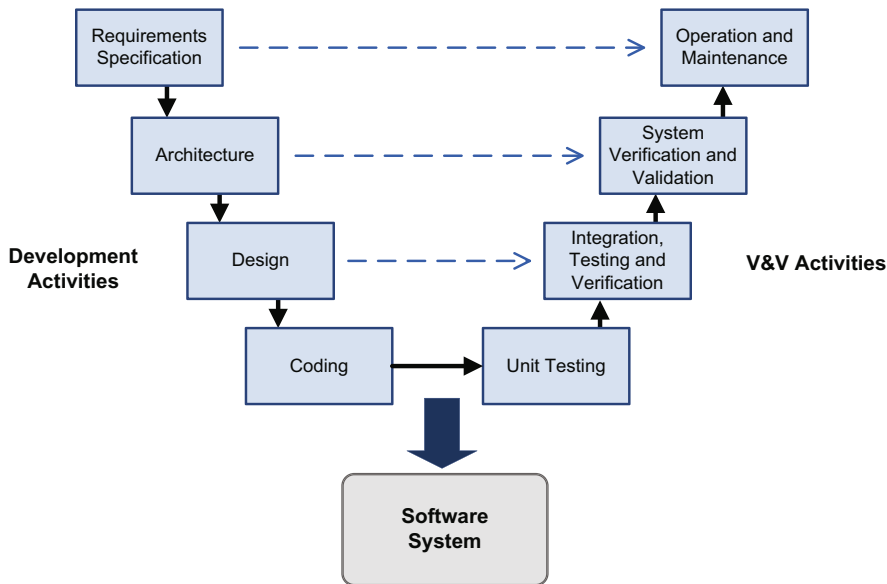 Requirements
Specification
Operation and
Maintenance
Architecture
System
Verification and
Validation
Development
Activities
Design
Integration,
Testing and
Verification
V&V Activities
Coding
Unit Testing
Software
System